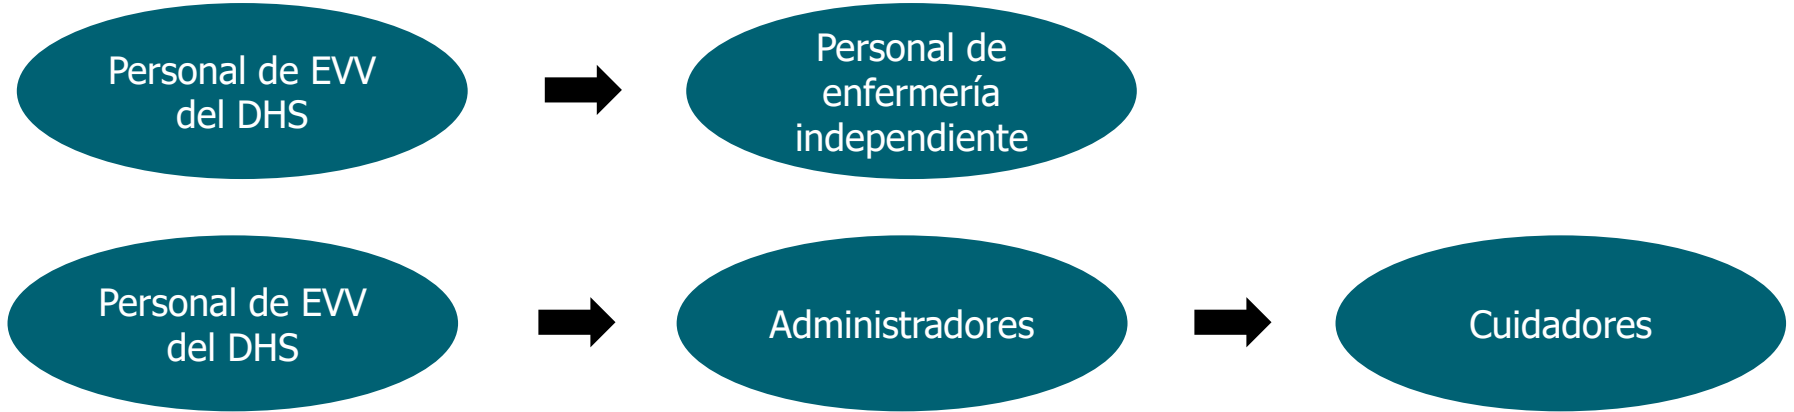 Personal de EVV
del DHS
Personal de
enfermería
independiente
Personal de EVV
del DHS
Administradores
Cuidadores